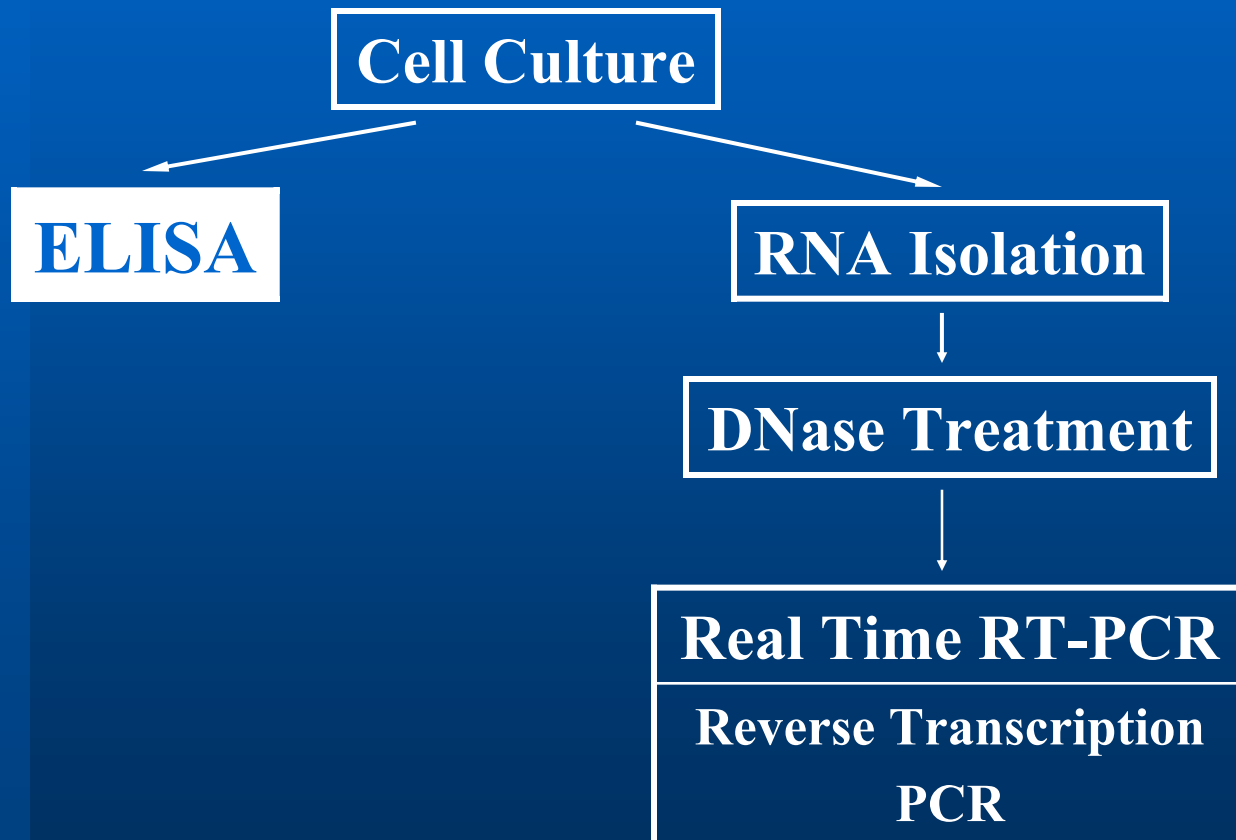 Cell Culture
ELISA
RNA Isolation
DNase Treatment
Real Time RT-PCR
Reverse Transcription
PCR